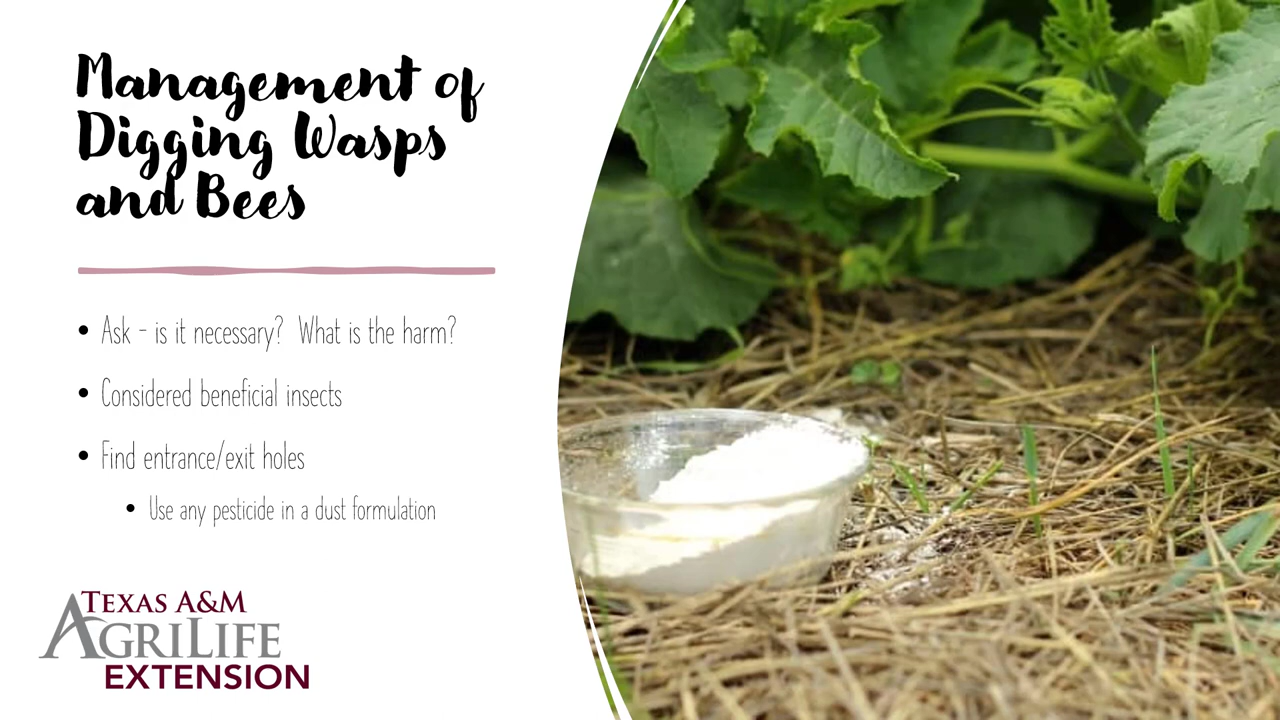 Management of
Digging Wasps
and Bees
• Ask - is it necessary?  What is the harm?
• Considered beneficial insects
• Find entrance/exit holes
• Use any pesticide in a dust formulation
TEXAS A&M
AGRILIFE
EXTENSION